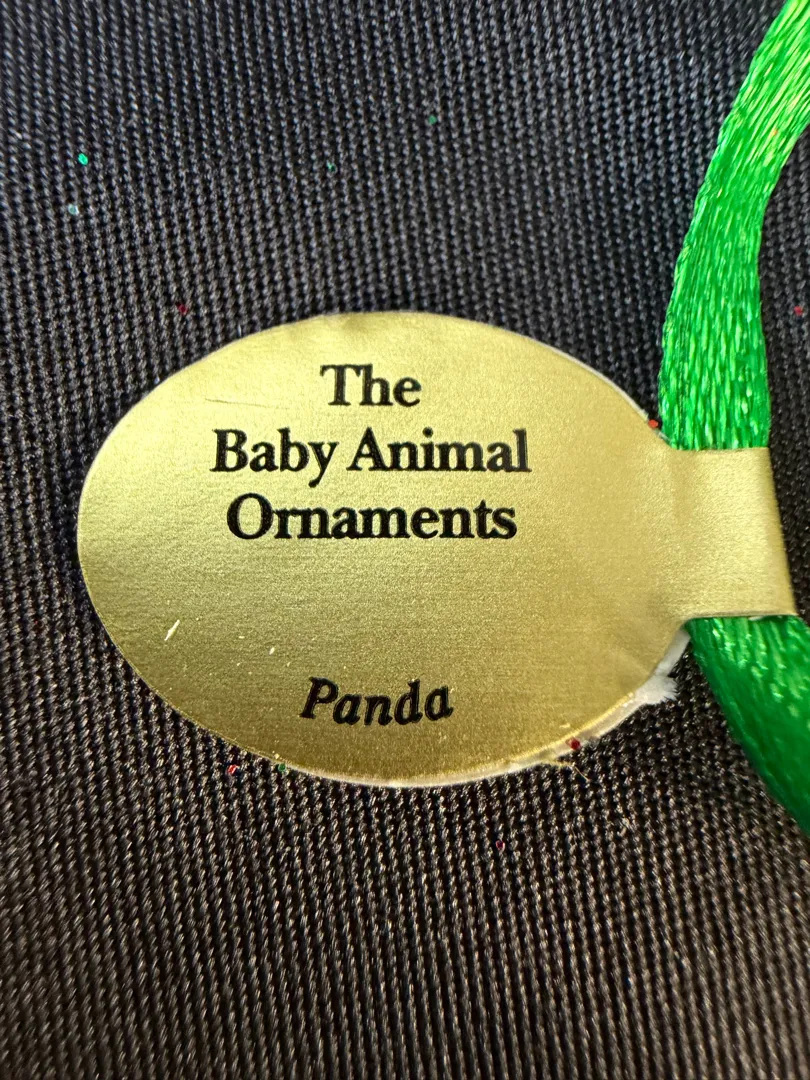 The
Baby Animal
Ornaments
Panda